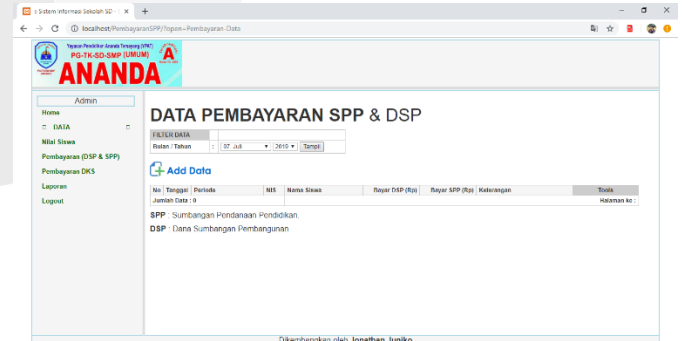 : Sistem Informasi Sekolah SD -
localhost/PembayaranSPP/?open=Pembayaran-Data
Yayasan Pendidikan Ananda Temayang (YPAT)
PG-TK-SD-SMP (UMUM)
ANANDA
A
Admin
Home
DATA
Nilai Siswa
Pembayaran (DSP & SPP)
Pembayaran DKS
Laporan
Logout
DATA PEMBAYARAN SPP & DSP
FILTER DATA
Bulan / Tahun : 07 Juli 2019 Tampil
Add Data
No Tanggal Periode NIS Nama Siswa Bayar DSP (Rp) Bayar SPP (Rp) Keterangan Tools
Jumlah Data : 0 Halaman ke :
SPP : Sumbangan Pendanaan Pendidikan.
DSP : Dana Sumbangan Pembangunan
Dikembangkan oleh Jonathan Juniko